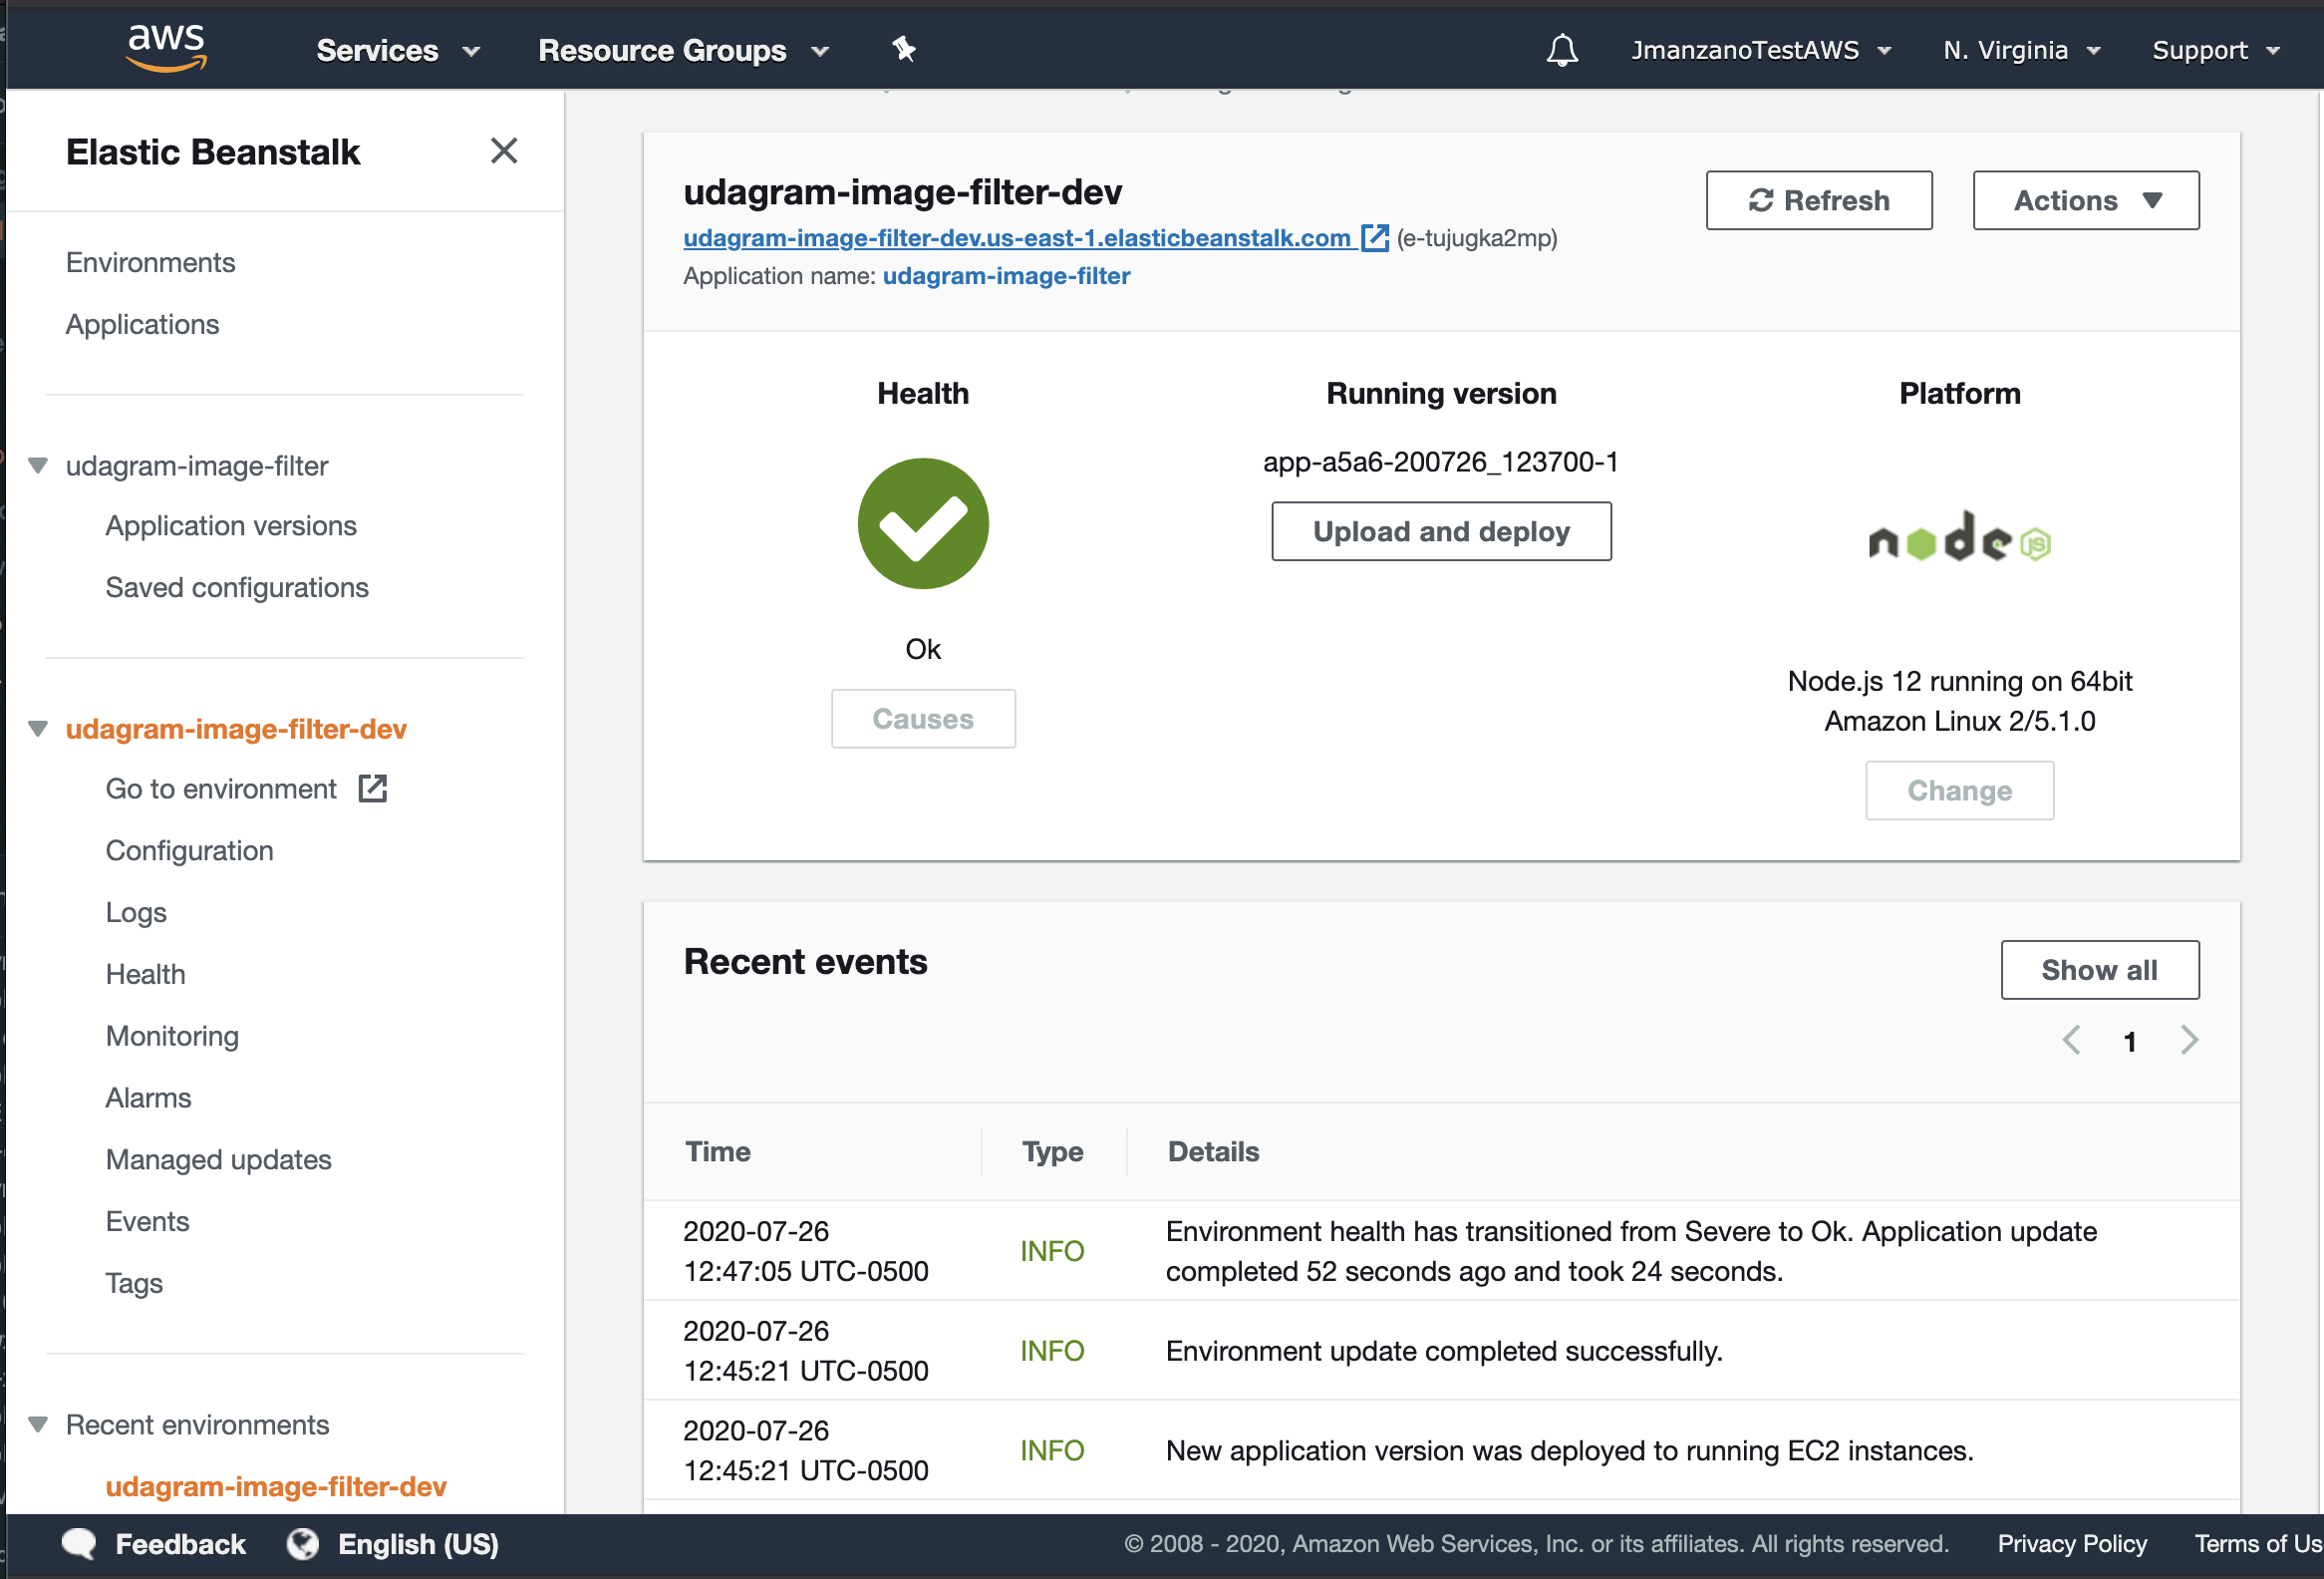 aws Services Resource Groups JmanzanoTestAWS N. Virginia Support
Elastic Beanstalk
Environments
Applications
udagram-image-filter
Application versions
Saved configurations
udagram-image-filter-dev
Go to environment
Configuration
Logs
Health
Monitoring
Alarms
Managed updates
Events
Tags
Recent environments
udagram-image-filter-dev
udagram-image-filter-dev
udagram-image-filter-dev.us-east-1.elasticbeanstalk.com (e-tujugka2mp)
Application name: udagram-image-filter
Refresh
Actions
Health
Ok
Causes
Running version
app-a5a6-200726_123700-1
Upload and deploy
Platform
node JS
Node.js 12 running on 64bit
Amazon Linux 2/5.1.0
Change
Recent events
Show all
1
Time Type Details
2020-07-26
12:47:05 UTC-0500
INFO
Environment health has transitioned from Severe to Ok. Application update
completed 52 seconds ago and took 24 seconds.
2020-07-26
12:45:21 UTC-0500
INFO
Environment update completed successfully.
2020-07-26
12:45:21 UTC-0500
INFO
New application version was deployed to running EC2 instances.
Feedback English (US) © 2008 - 2020, Amazon Web Services, Inc. or its affiliates. All rights reserved. Privacy Policy Terms of Us